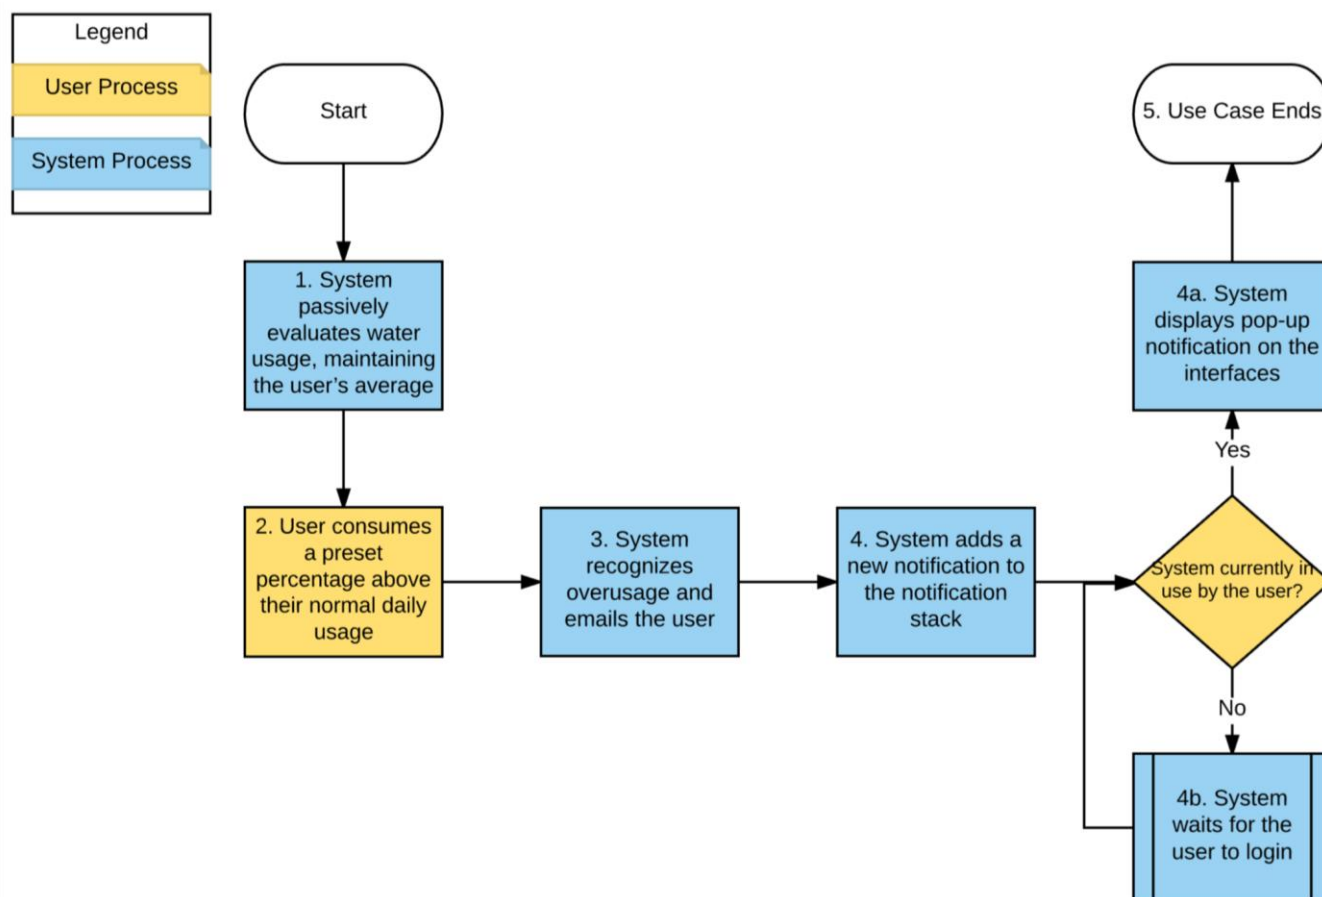 Legend
User Process
System Process
Start
1. System
passively
evaluates water
usage, maintaining
the user's average
2. User consumes
a preset
percentage above
their normal daily
usage
3. System
recognizes
overusage and
emails the user
4. System adds a
new notification to
the notification
stack
System currently in
use by the user?
Yes
4a. System
displays pop-up
notification on the
interfaces
5. Use Case Ends
No
4b. System
waits for the
user to login